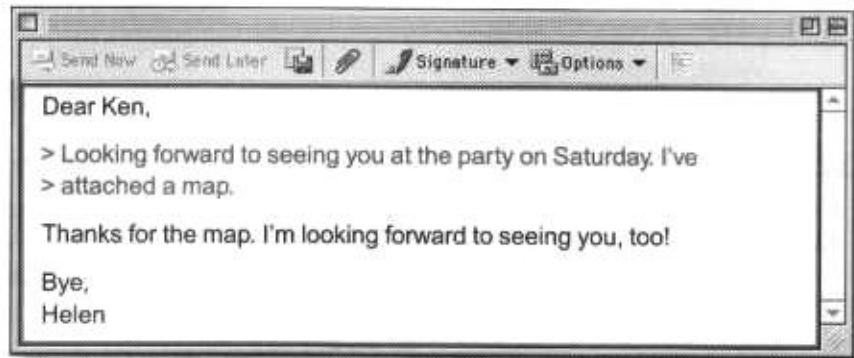 Send Now Send Later Signature Options
Dear Ken,
> Looking forward to seeing you at the party on Saturday. I've
> attached a map.
Thanks for the map. I'm looking forward to seeing you, too!
Bye,
Helen